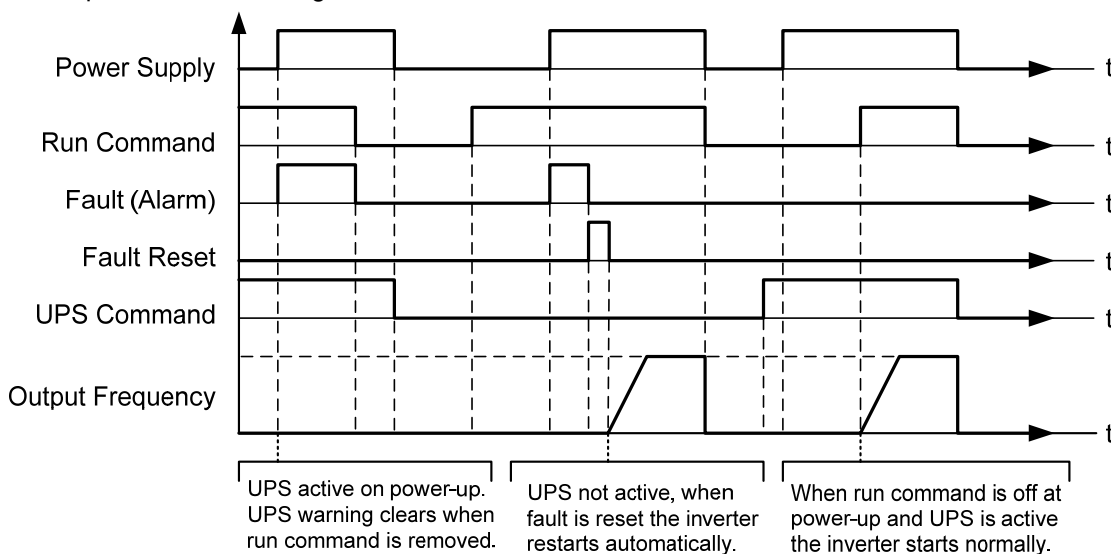 Power Supply
t
Run Command
t
Fault (Alarm)
t
Fault Reset
t
UPS Command
t
Output Frequency
t
UPS active on power-up.
UPS warning clears when
run command is removed.
UPS not active, when
fault is reset the inverter
restarts automatically.
When run command is off at
power-up and UPS is active
the inverter starts normally.